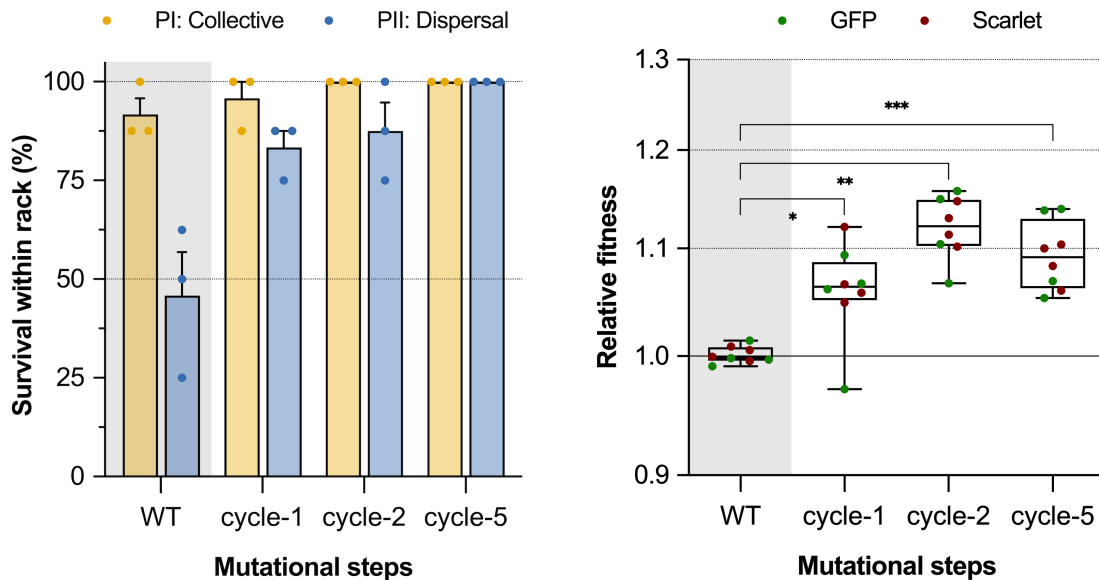 PI: Collective PII: Dispersal
Survival within rack (%)
100
75
50
25
0
WT cycle-1 cycle-2 cycle-5
Mutational steps
GFP Scarlet
Relative fitness
1.3
1.2
1.1
1.0
0.9
***
**
*
WT cycle-1 cycle-2 cycle-5
Mutational steps